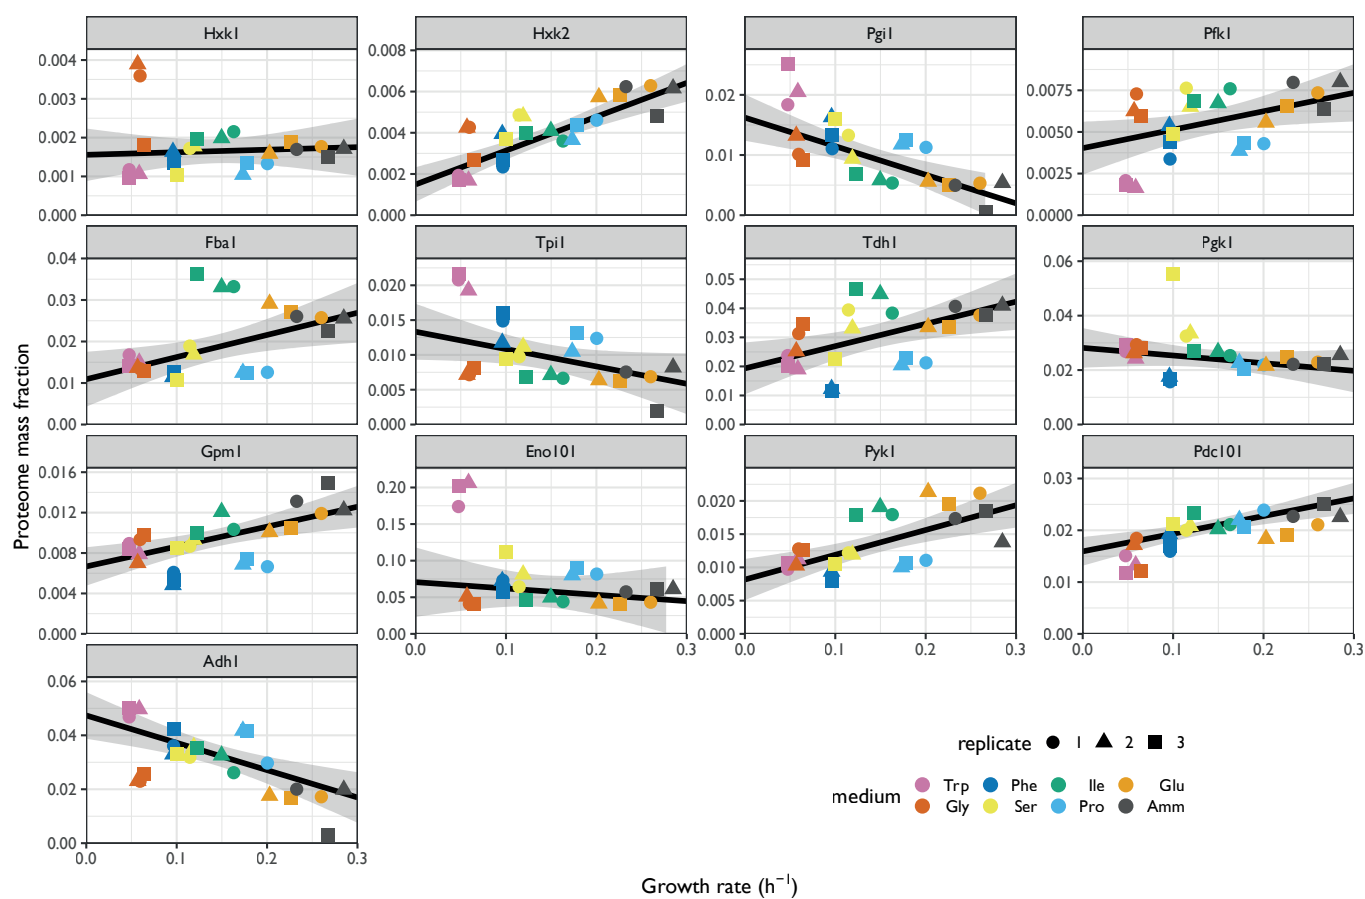 Hxk1 Hxk2 Pgi1 Pfk1
0.004 0.003 0.002 0.001 0.000
0.008 0.006 0.004 0.002 0.000
0.02 0.01 0.00
0.0075 0.0050 0.0025 0.0000
Fba1 Tpi1 Tdh1 Pgk1
0.04 0.03 0.02 0.01 0.00
0.020 0.015 0.010 0.005 0.000
0.05 0.04 0.03 0.02 0.01 0.00
0.06 0.04 0.02 0.00
Proteome mass fraction
Gpm1 Eno101 Pyk1 Pdc101
0.016 0.012 0.008 0.004 0.000
0.20 0.15 0.10 0.05 0.00
0.020 0.015 0.010 0.005 0.000
0.03 0.02 0.01 0.00
0.0 0.1 0.2 0.3 0.0 0.1 0.2 0.3 0.0 0.1 0.2 0.3
Adh1
0.06 0.04 0.02 0.00
0.0 0.1 0.2 0.3
replicate 1 2 3
medium
Trp Phe Ile Glu
Gly Ser Pro Amm
Growth rate (h⁻¹)